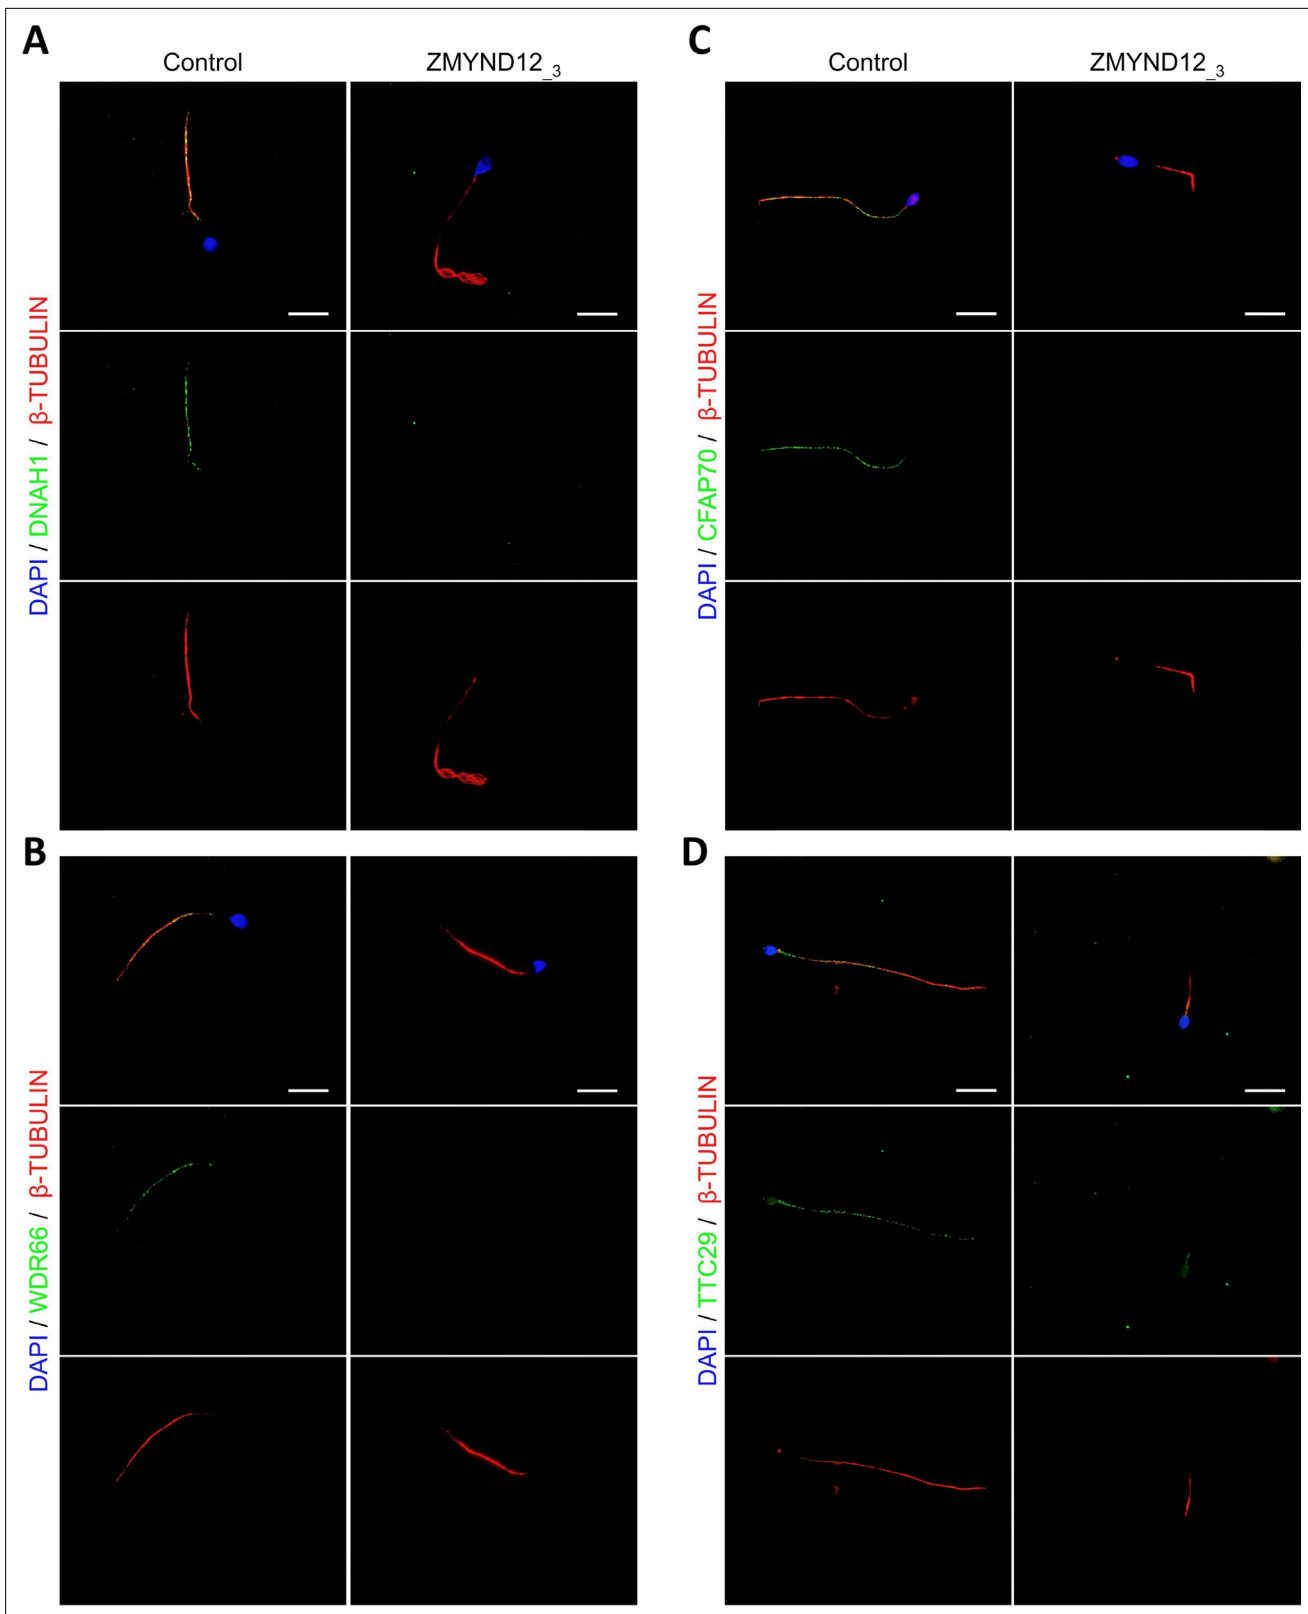 A
Control
ZMYND12_3
DAPI / DNAH1 / β-TUBULIN
B
DAPI / WDR66 / β-TUBULIN
C
Control
ZMYND12_3
DAPI / CFAP70 / β-TUBULIN
D
DAPI / TTC29 / β-TUBULIN